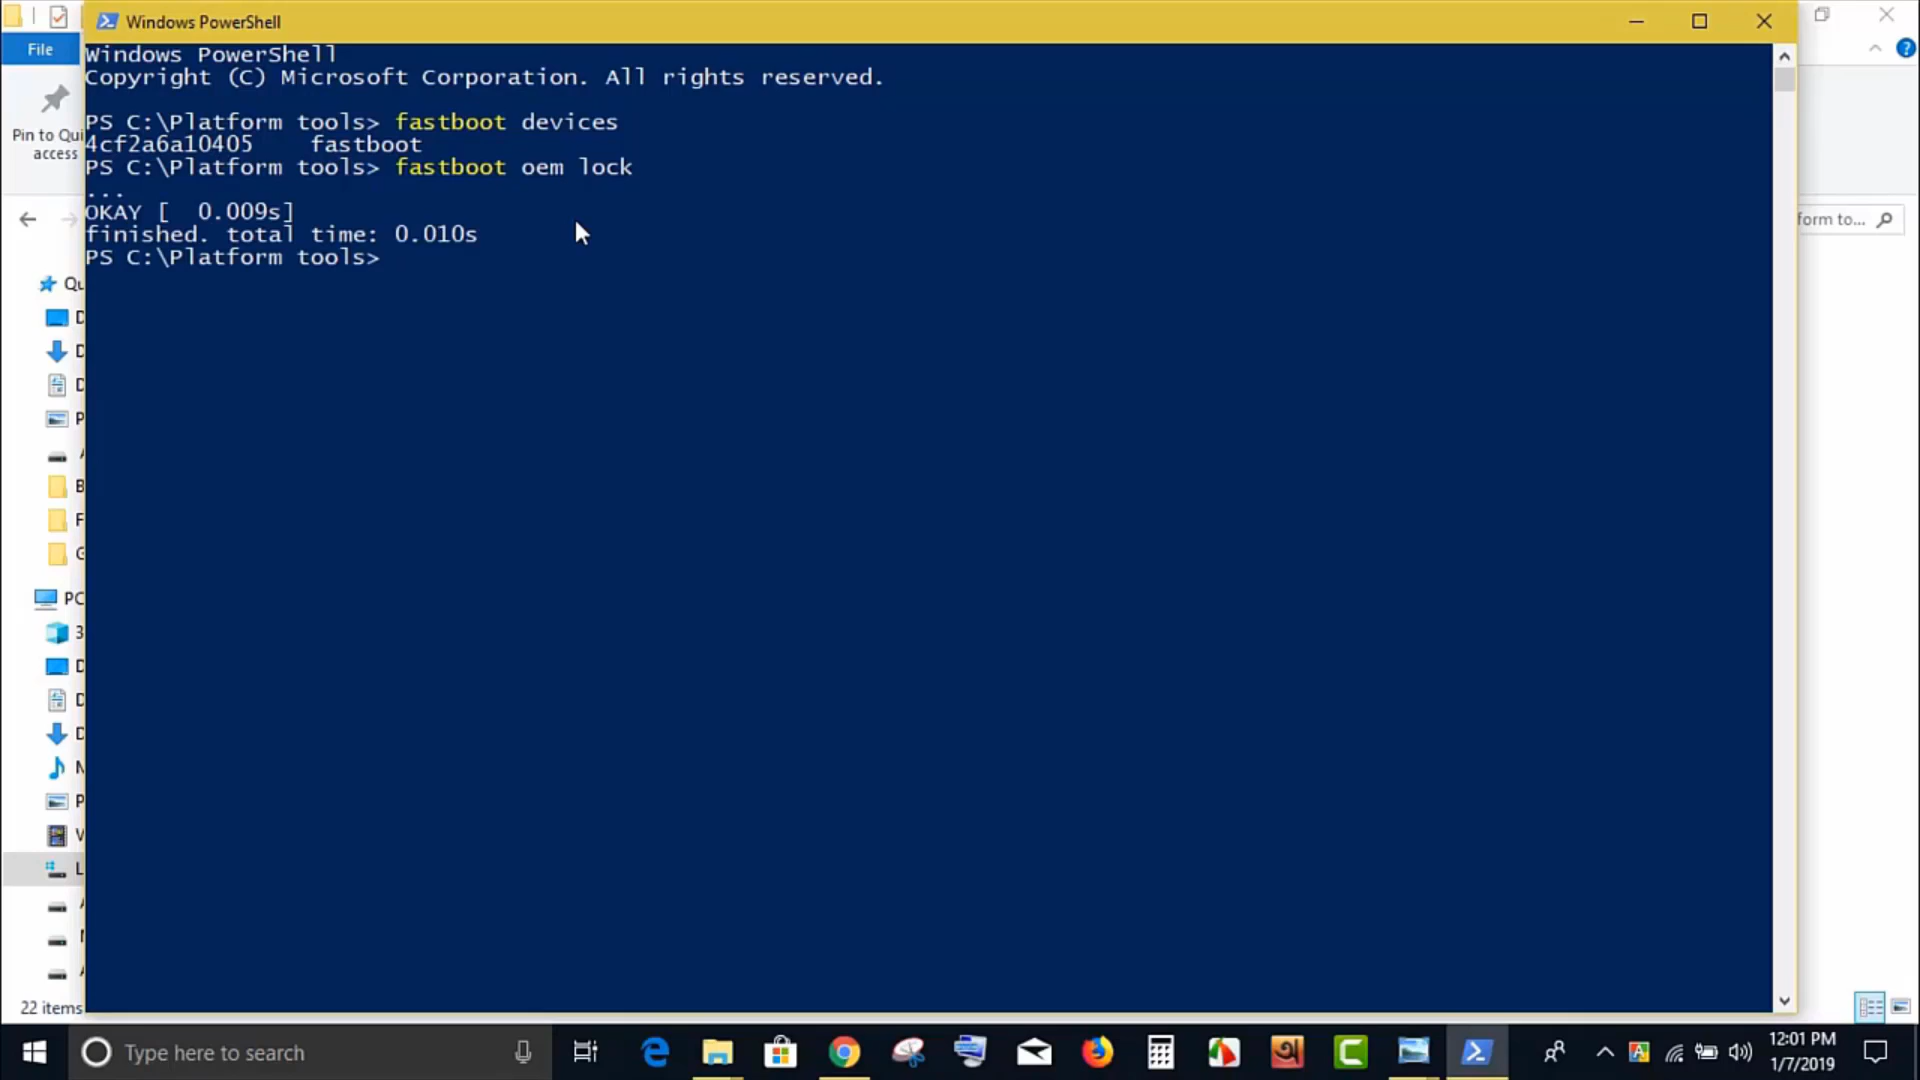 Windows PowerShell
File
Windows PowerShell
Copyright (C) Microsoft Corporation. All rights reserved.
Pin to Qui
access
PS C:\Platform tools> fastboot devices
4cf2a6a10405    fastboot
PS C:\Platform tools> fastboot oem lock
...
OKAY [  0.009s]
finished. total time: 0.010s
PS C:\Platform tools>
form to...
Qu
D
D
D
P
A
B
F
G
PC
3
D
D
D
M
P
V
L
22 items
Type here to search
12:01 PM
1/7/2019